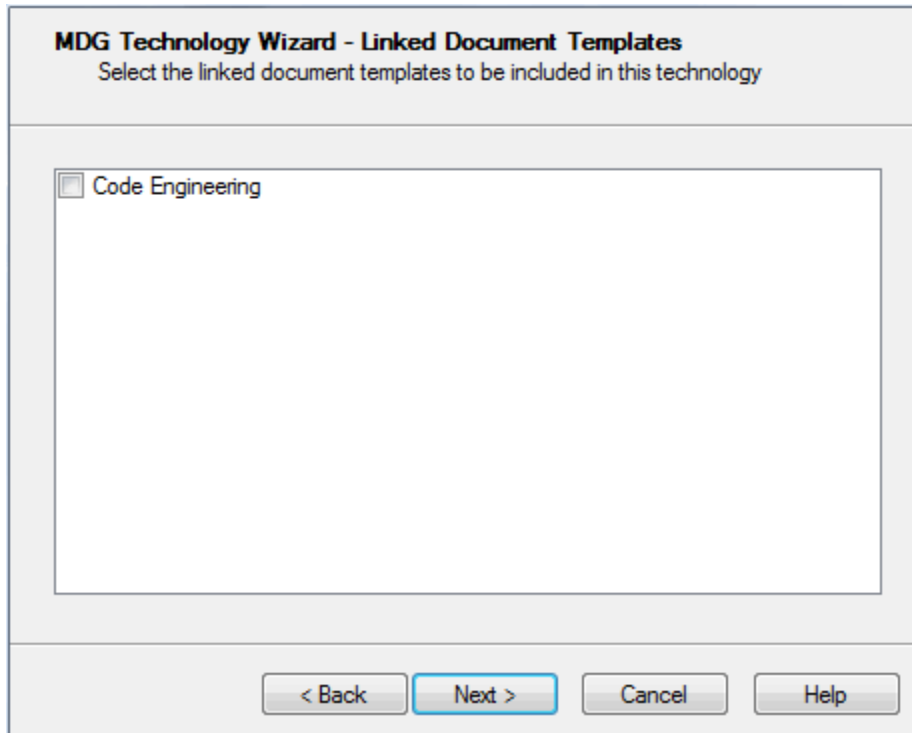 MDG Technology Wizard - Linked Document Templates
Select the linked document templates to be included in this technology
Code Engineering
< Back Next > Cancel Help